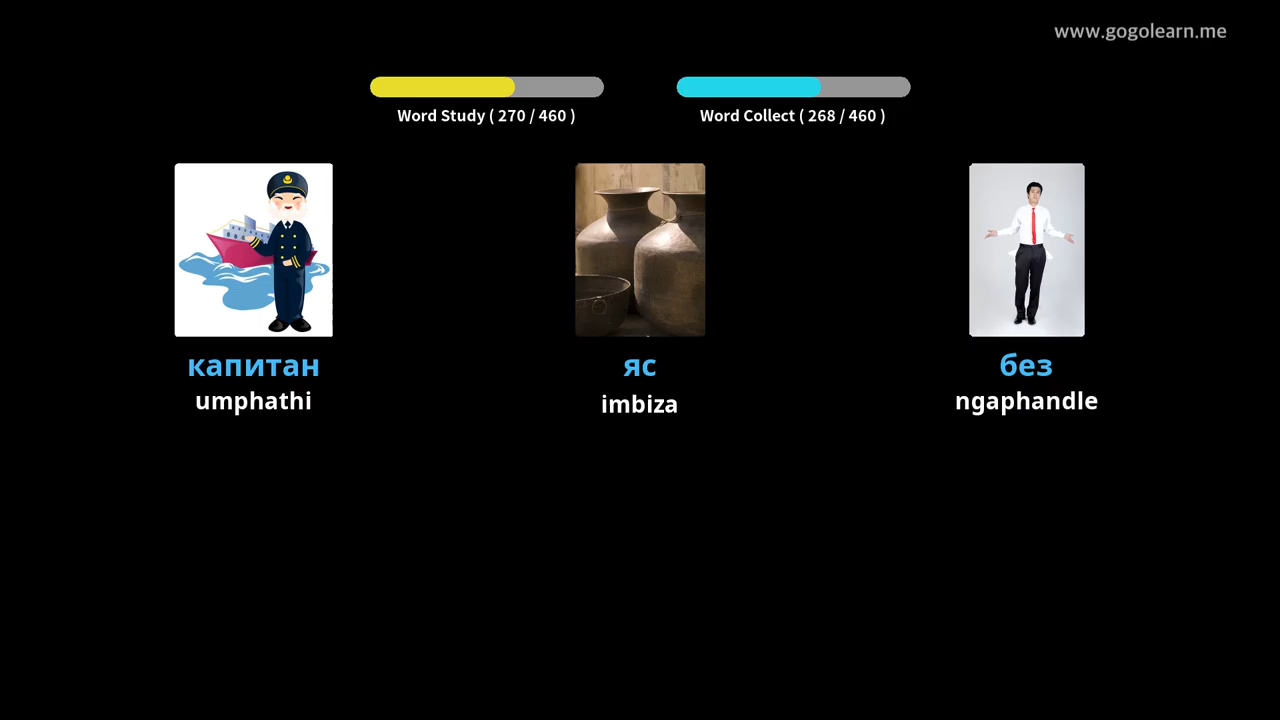 www.gogolearn.me
Word Study ( 270 / 460 )
Word Collect ( 268 / 460 )
капитан
яс
без
umphathi
imbiza
ngaphandle